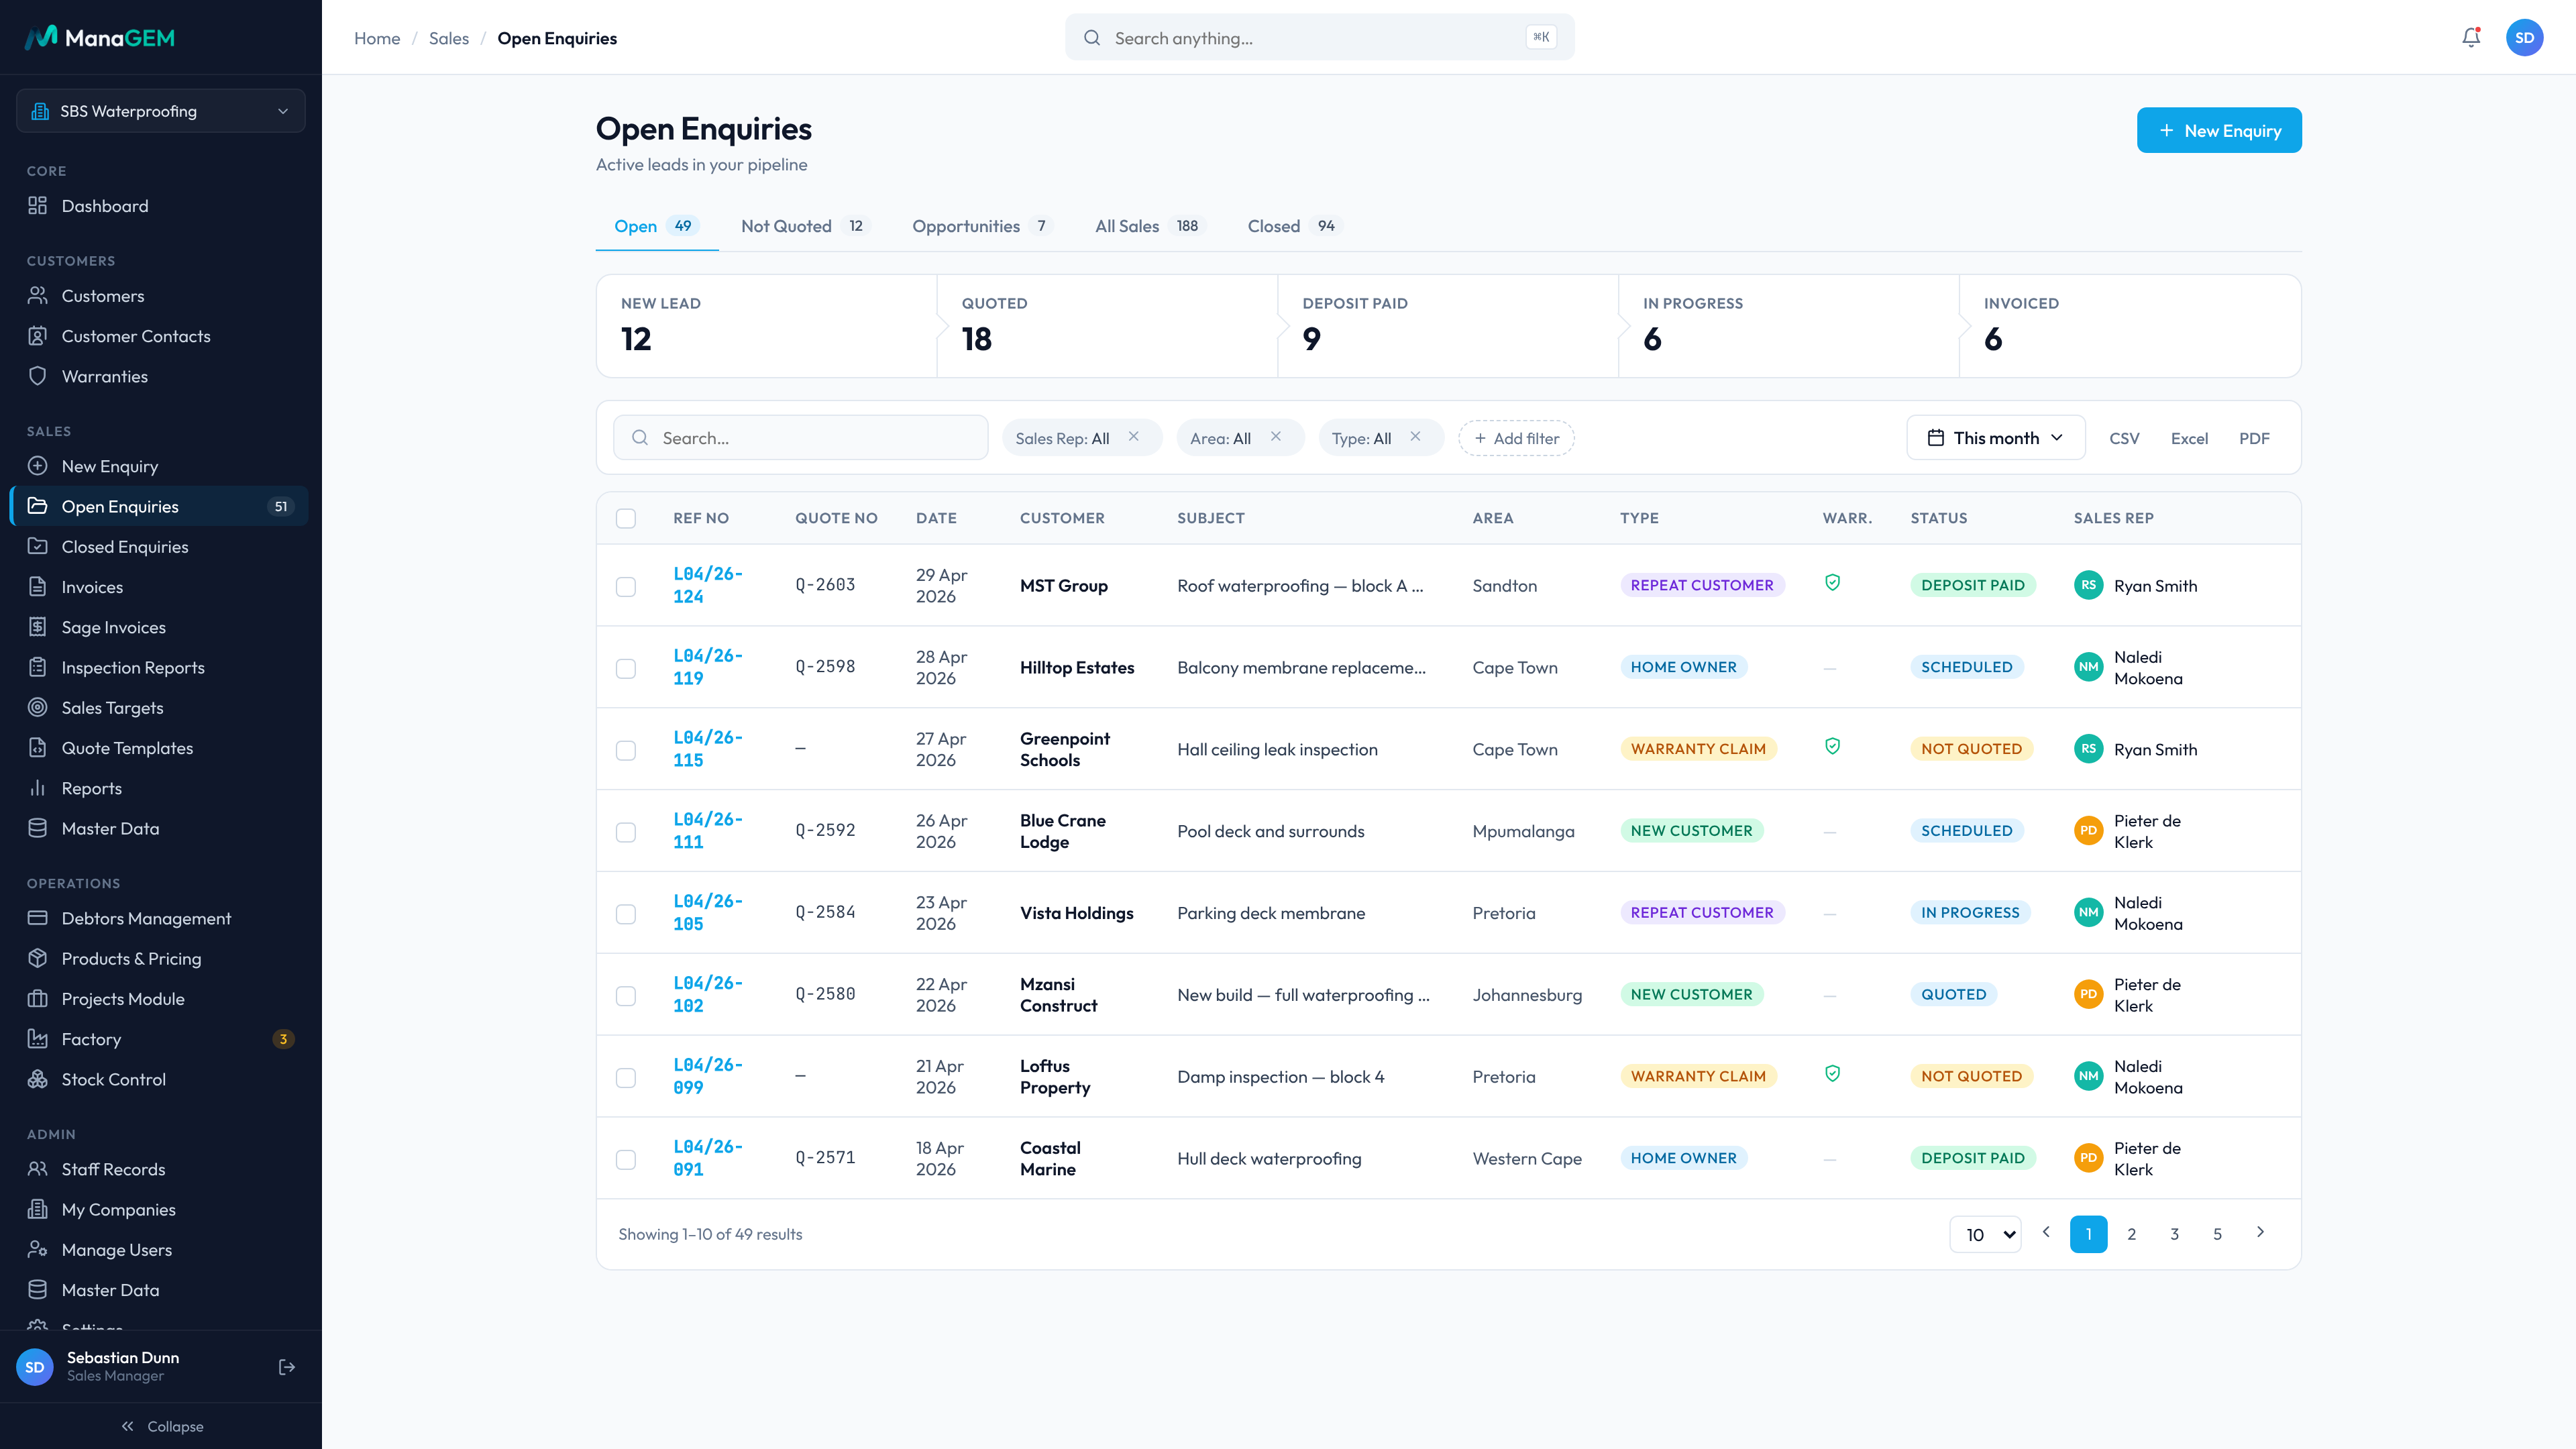 ManaGEM
Home / Sales / Open Enquiries
Search anything...
⌘K
SD
SBS Waterproofing
CORE
Dashboard
CUSTOMERS
Customers
Customer Contacts
Warranties
SALES
New Enquiry
Open Enquiries 51
Closed Enquiries
Invoices
Sage Invoices
Inspection Reports
Sales Targets
Quote Templates
Reports
Master Data
OPERATIONS
Debtors Management
Products & Pricing
Projects Module
Factory 3
Stock Control
ADMIN
Staff Records
My Companies
Manage Users
Master Data
Settings
SD
Sebastian Dunn
Sales Manager
Collapse
Open Enquiries
Active leads in your pipeline
+ New Enquiry
Open 49 Not Quoted 12 Opportunities 7 All Sales 188 Closed 94
NEW LEAD QUOTED DEPOSIT PAID IN PROGRESS INVOICED
12 18 9 6 6
Search...
Sales Rep: All
Area: All
Type: All
+ Add filter
This month
CSV Excel PDF
REF NO QUOTE NO DATE CUSTOMER SUBJECT AREA TYPE WARR. STATUS SALES REP
L04/26-
124
Q-2603
29 Apr
2026
MST Group
Roof waterproofing — block A ...
Sandton
REPEAT CUSTOMER
DEPOSIT PAID
RS
Ryan Smith
L04/26-
119
Q-2598
28 Apr
2026
Hilltop Estates
Balcony membrane replaceme...
Cape Town
HOME OWNER
—
SCHEDULED
NM
Naledi
Mokoena
L04/26-
115
—
27 Apr
2026
Greenpoint
Schools
Hall ceiling leak inspection
Cape Town
WARRANTY CLAIM
NOT QUOTED
RS
Ryan Smith
L04/26-
111
Q-2592
26 Apr
2026
Blue Crane
Lodge
Pool deck and surrounds
Mpumalanga
NEW CUSTOMER
—
SCHEDULED
PD
Pieter de
Klerk
L04/26-
105
Q-2584
23 Apr
2026
Vista Holdings
Parking deck membrane
Pretoria
REPEAT CUSTOMER
—
IN PROGRESS
NM
Naledi
Mokoena
L04/26-
102
Q-2580
22 Apr
2026
Mzansi
Construct
New build — full waterproofing ...
Johannesburg
NEW CUSTOMER
—
QUOTED
PD
Pieter de
Klerk
L04/26-
099
—
21 Apr
2026
Loftus
Property
Damp inspection — block 4
Pretoria
WARRANTY CLAIM
NOT QUOTED
NM
Naledi
Mokoena
L04/26-
091
Q-2571
18 Apr
2026
Coastal
Marine
Hull deck waterproofing
Western Cape
HOME OWNER
—
DEPOSIT PAID
PD
Pieter de
Klerk
Showing 1–10 of 49 results
10
1 2 3 5